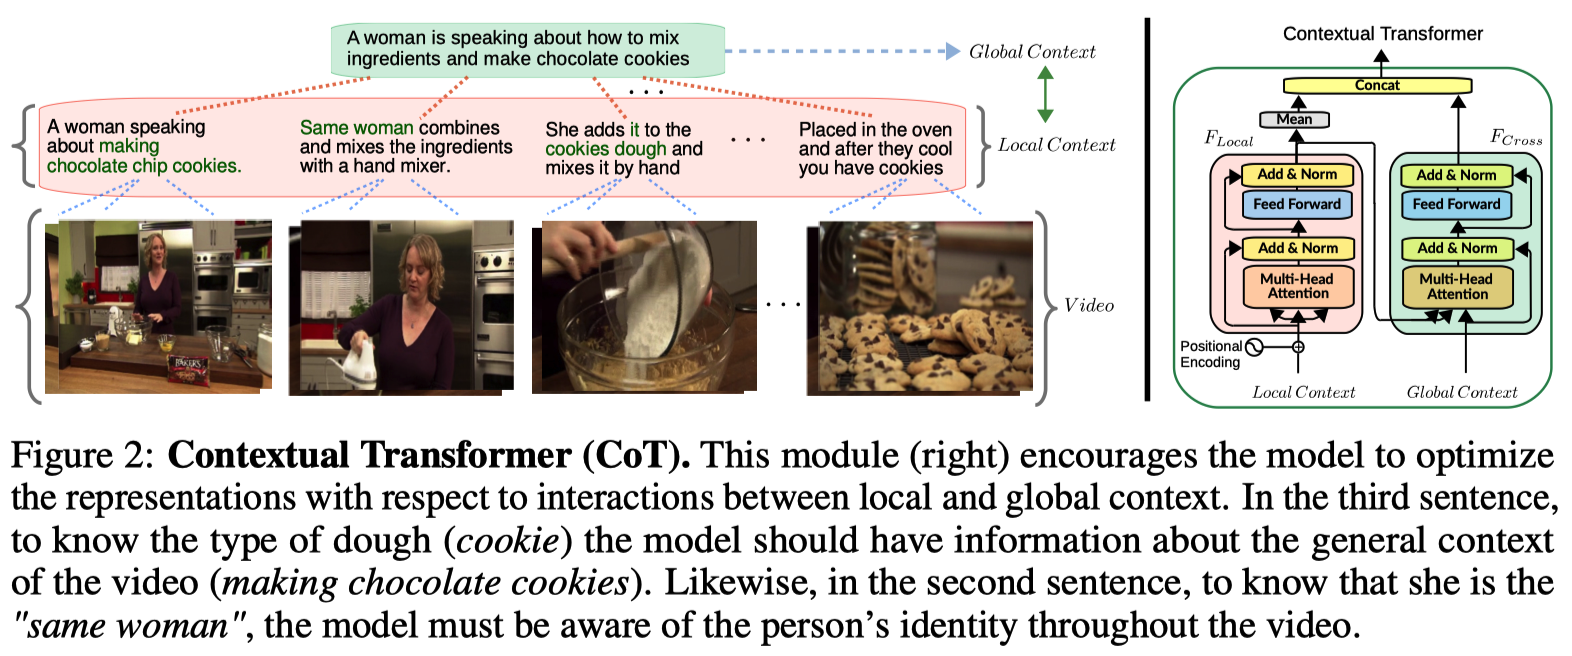 A woman is speaking about how to mix
ingredients and make chocolate cookies
Global Context
A woman speaking
about making
chocolate chip cookies.
Same woman combines
and mixes the ingredients
with a hand mixer.
She adds it to the
cookies dough and
mixes it by hand
Placed in the oven
and after they cool
you have cookies
Local Context
BAKER'S
Video
Contextual Transformer
Concat
Mean
F_Local
F_Cross
Add & Norm
Feed Forward
Add & Norm
Multi-Head
Attention
Add & Norm
Feed Forward
Add & Norm
Multi-Head
Attention
Positional
Encoding
Local Context
Global Context
Figure 2: Contextual Transformer (CoT). This module (right) encourages the model to optimize
the representations with respect to interactions between local and global context. In the third sentence,
to know the type of dough (cookie) the model should have information about the general context
of the video (making chocolate cookies). Likewise, in the second sentence, to know that she is the
"same woman", the model must be aware of the person's identity throughout the video.